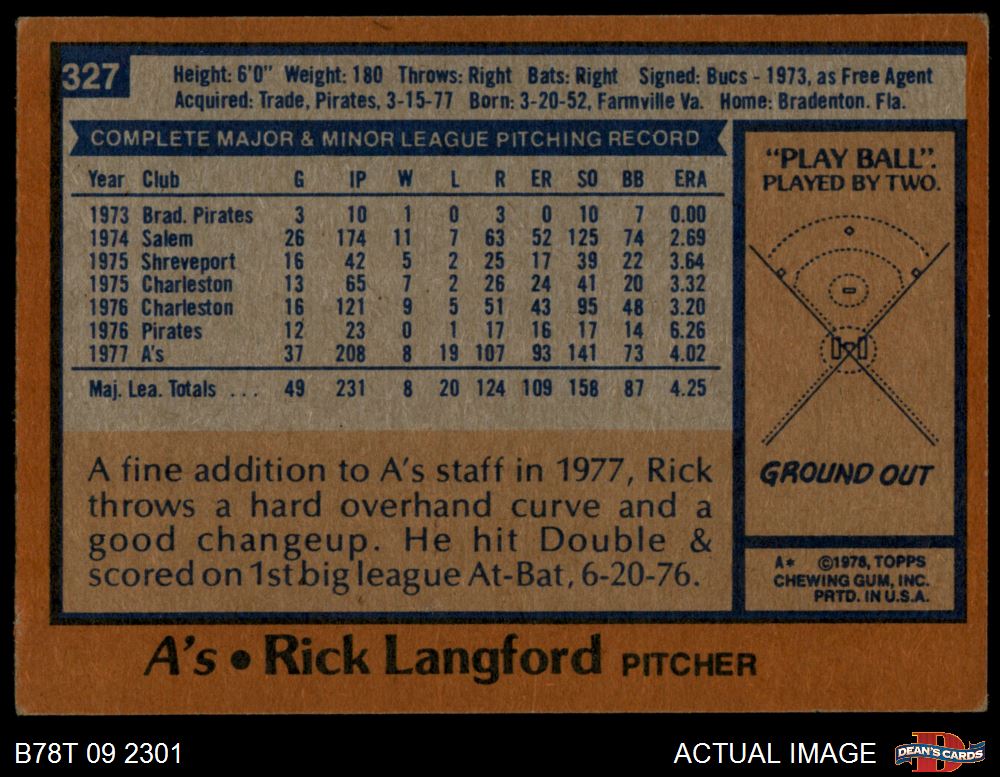 327
Height: 6'0" Weight: 180 Throws: Right Bats: Right Signed: Bucs - 1973, as Free Agent
Acquired: Trade, Pirates, 3-15-77 Born: 3-20-52, Farmville Va. Home: Bradenton. Fla.
COMPLETE MAJOR & MINOR LEAGUE PITCHING RECORD
Year Club G IP W L R ER SO BB ERA
1973 Brad. Pirates 3 10 1 0 3 0 10 7 0.00
1974 Salem 26 174 11 7 63 52 125 74 2.69
1975 Shreveport 16 42 5 2 25 17 39 22 3.64
1975 Charleston 13 65 7 2 26 24 41 20 3.32
1976 Charleston 16 121 9 5 51 43 95 48 3.20
1976 Pirates 12 23 0 1 17 16 17 14 6.26
1977 A's 37 208 8 19 107 93 141 73 4.02
Maj. Lea. Totals ... 49 231 8 20 124 109 158 87 4.25
A fine addition to A's staff in 1977, Rick
throws a hard overhand curve and a
good changeup. He hit Double &
scored on 1st big league At-Bat, 6-20-76.
"PLAY BALL".
PLAYED BY TWO.
GROUND OUT
A* ©1978, TOPPS
CHEWING GUM, INC.
PRTD. IN U.S.A.
A's • Rick Langford PITCHER
B78T 09 2301
ACTUAL IMAGE
DEAN'S CARDS